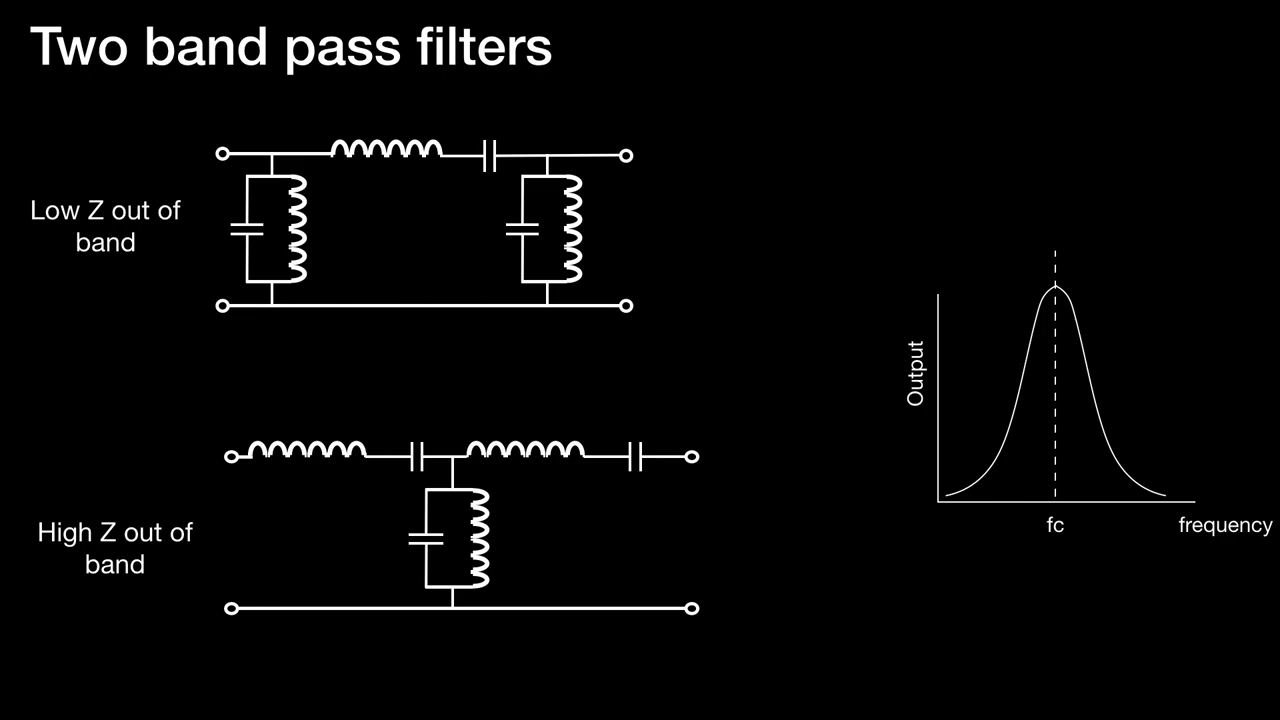 Two band pass filters
Low Z out of
band
High Z out of
band
Output
fc
frequency